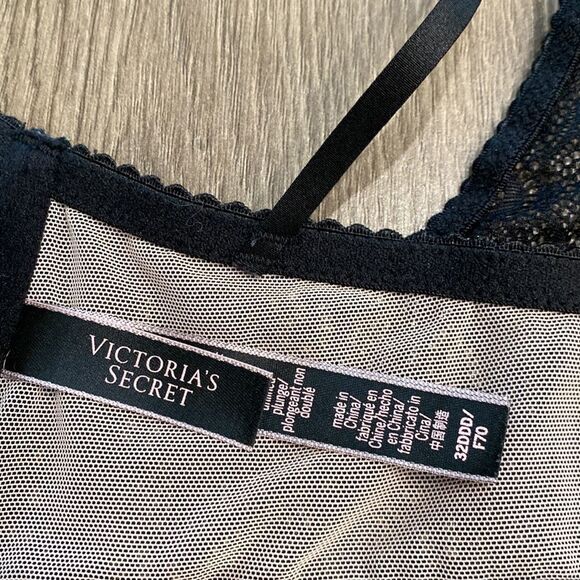 VICTORIA'S
SECRET
plunge/
plongeant non
doublé
made in
China/
fabriqué en
Chine/hecho
en China/
fabbricato in
Cina/
中国制造
32DDD/
F70